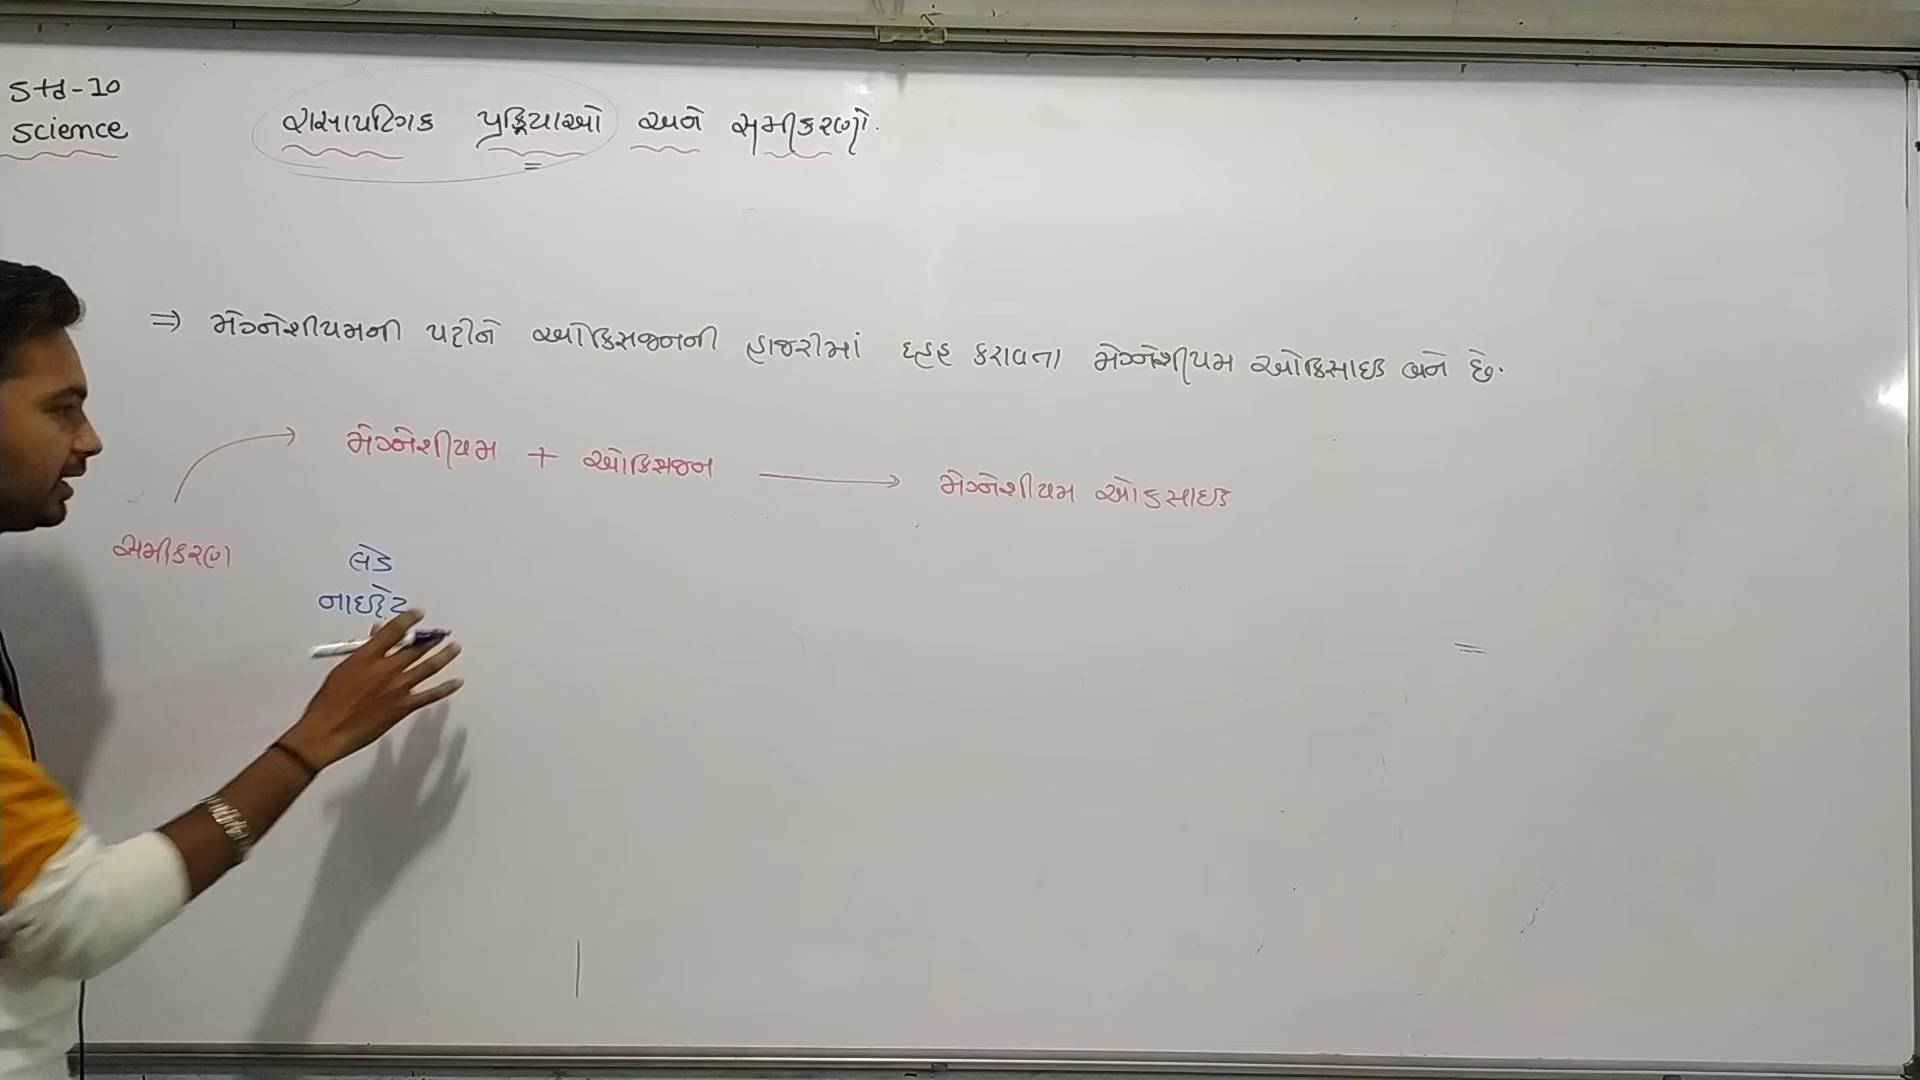 Std-10
science
રાસાયણિક પ્રક્રિયાઓ અને સમીકરણો.
⇒ મેગ્નેશીયમની પટ્ટીને ઓક્સિજનની હાજરીમાં દહન કરાવતા મેગ્નેશીયમ ઓક્સિાઇડ બને છે.
મેગ્નેશીયમ + ઓક્સિજન ⟶ મેગ્નેશીયમ ઓકસાઇડ
સમીકરણ
લેડ
નાઇટ્રેટ